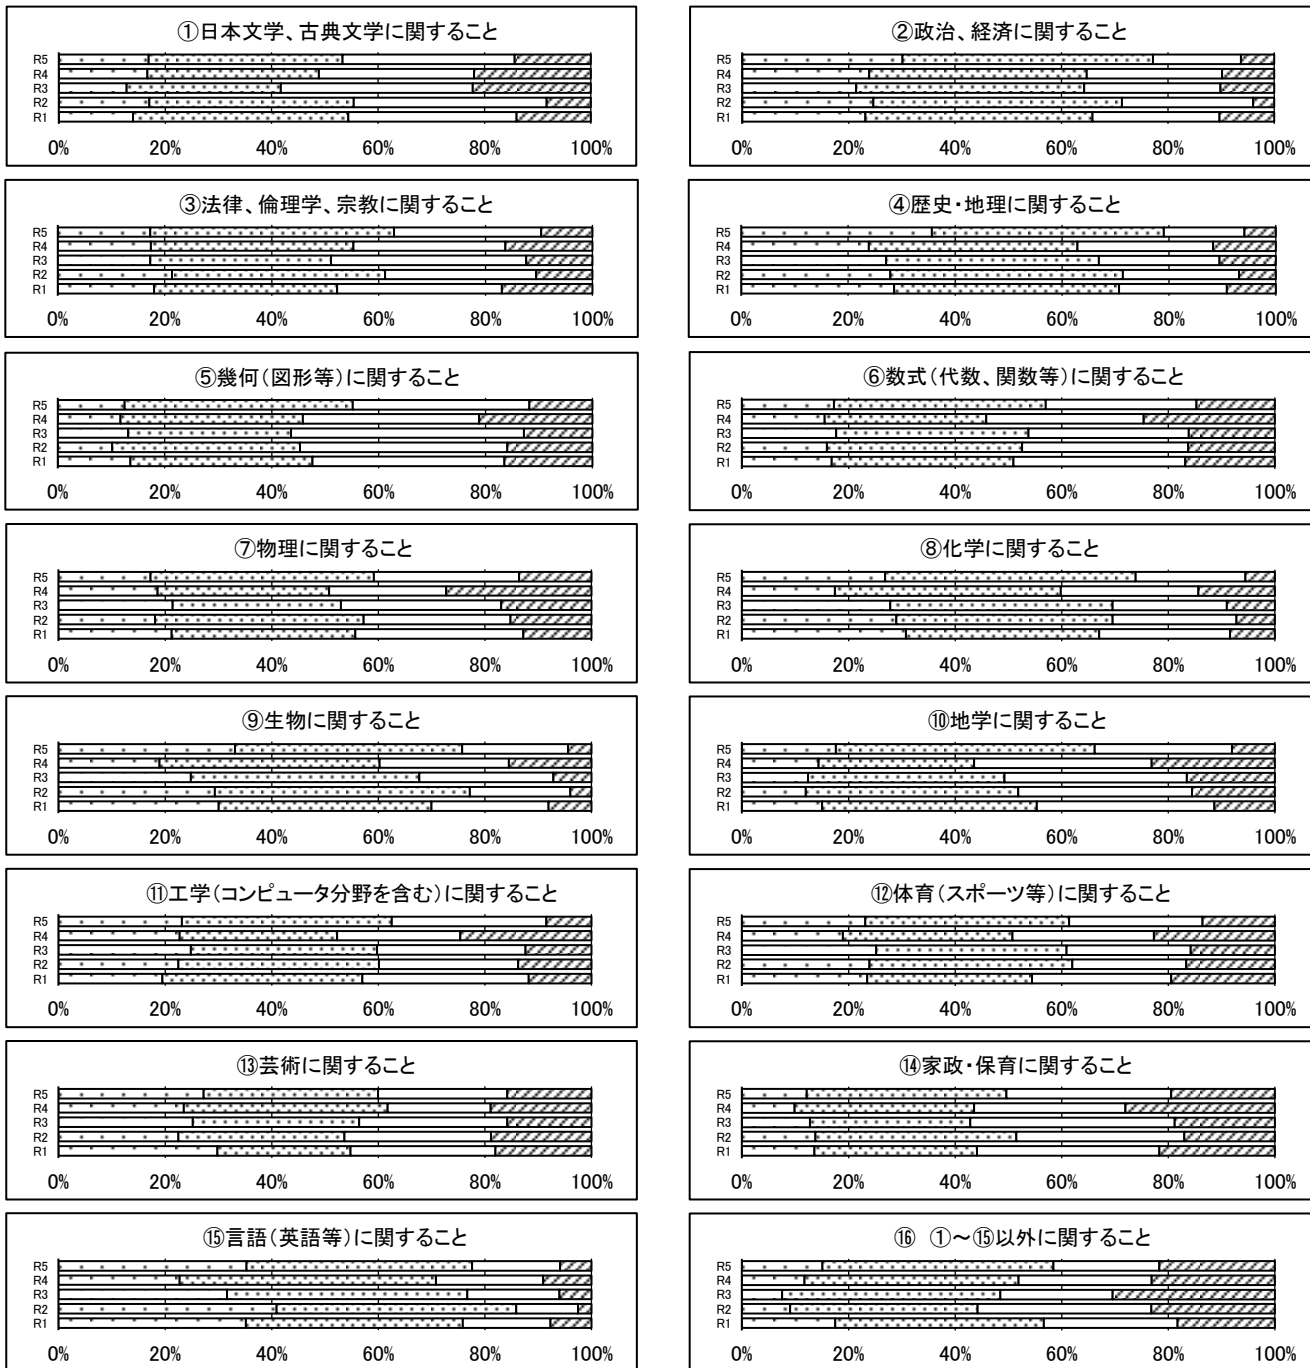 ①日本文学、古典文学に関すること
R5
R4
R3
R2
R1
0% 20% 40% 60% 80% 100%
②政治、経済に関すること
R5
R4
R3
R2
R1
0% 20% 40% 60% 80% 100%
③法律、倫理学、宗教に関すること
R5
R4
R3
R2
R1
0% 20% 40% 60% 80% 100%
④歴史・地理に関すること
R5
R4
R3
R2
R1
0% 20% 40% 60% 80% 100%
⑤幾何(図形等)に関すること
R5
R4
R3
R2
R1
0% 20% 40% 60% 80% 100%
⑥数式(代数、関数等)に関すること
R5
R4
R3
R2
R1
0% 20% 40% 60% 80% 100%
⑦物理に関すること
R5
R4
R3
R2
R1
0% 20% 40% 60% 80% 100%
⑧化学に関すること
R5
R4
R3
R2
R1
0% 20% 40% 60% 80% 100%
⑨生物に関すること
R5
R4
R3
R2
R1
0% 20% 40% 60% 80% 100%
⑩地学に関すること
R5
R4
R3
R2
R1
0% 20% 40% 60% 80% 100%
⑪工学(コンピュータ分野を含む)に関すること
R5
R4
R3
R2
R1
0% 20% 40% 60% 80% 100%
⑫体育(スポーツ等)に関すること
R5
R4
R3
R2
R1
0% 20% 40% 60% 80% 100%
⑬芸術に関すること
R5
R4
R3
R2
R1
0% 20% 40% 60% 80% 100%
⑭家政・保育に関すること
R5
R4
R3
R2
R1
0% 20% 40% 60% 80% 100%
⑮言語(英語等)に関すること
R5
R4
R3
R2
R1
0% 20% 40% 60% 80% 100%
⑯ ①~⑮以外に関すること
R5
R4
R3
R2
R1
0% 20% 40% 60% 80% 100%